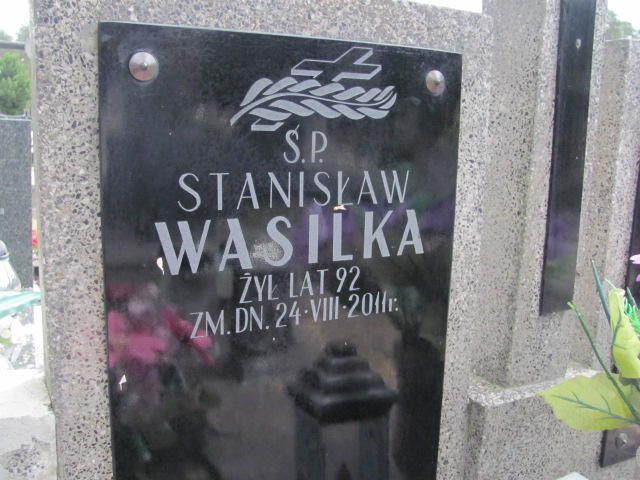 Ś.P.
STANISŁAW
WASILKA
ŻYŁ LAT 92
ZM. DN. 24·VIII·2011r.